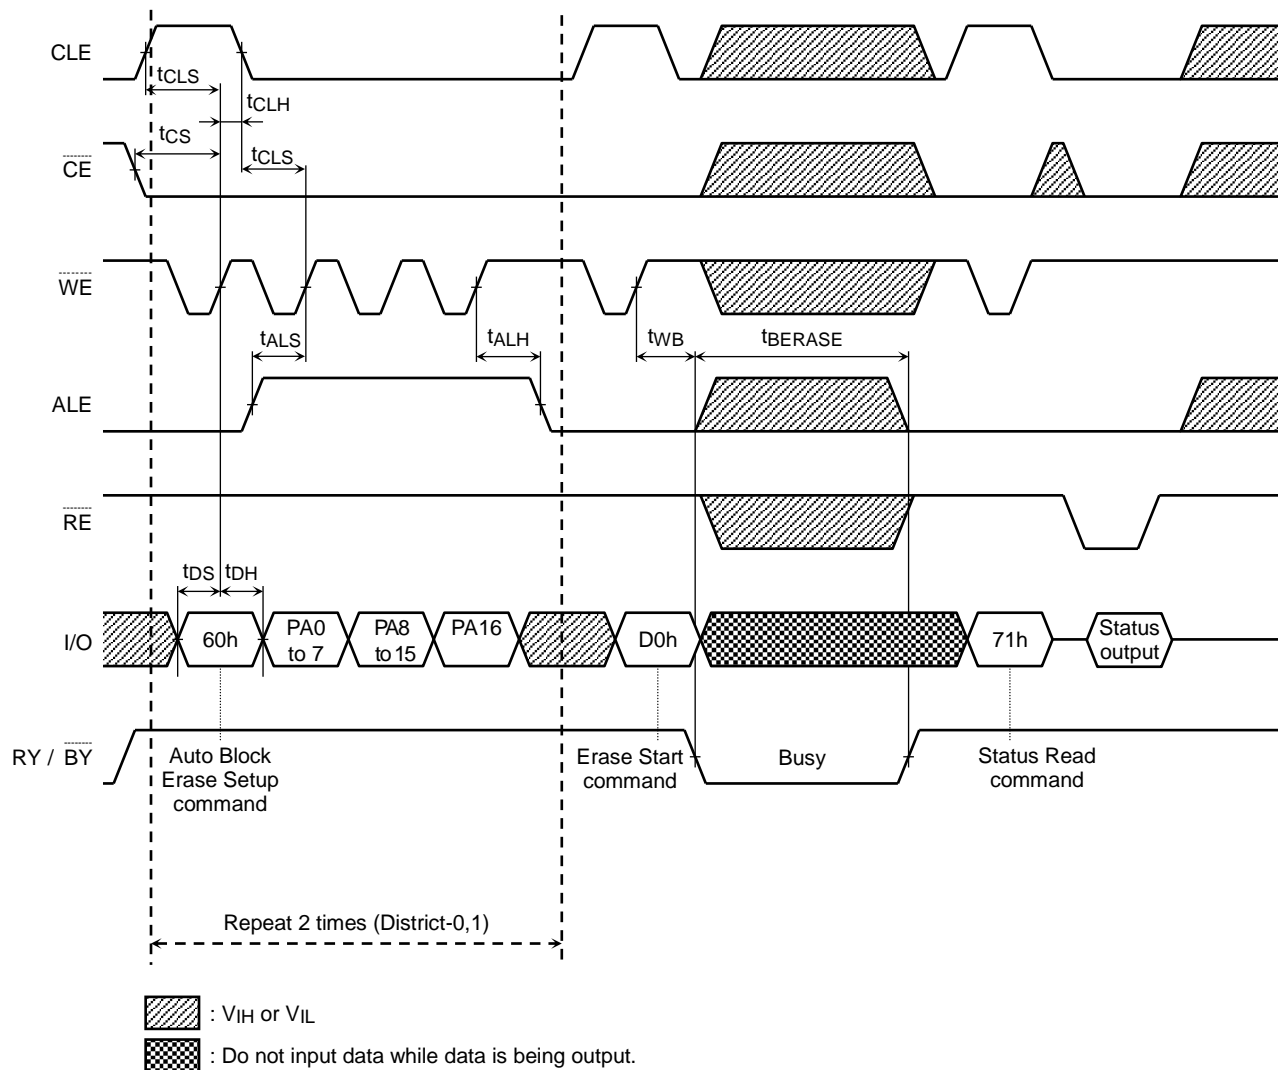 CLE
tCLS
tCLH
tCS
tCLS
CE
WE
tALS
tALH
tWB
tBERASE
ALE
RE
tDS
tDH
I/O
60h
PA0
to 7
PA8
to 15
PA16
D0h
71h
Status
output
RY / BY
Auto Block
Erase Setup
command
Erase Start
command
Busy
Status Read
command
Repeat 2 times (District-0,1)
: VIH or VIL
: Do not input data while data is being output.